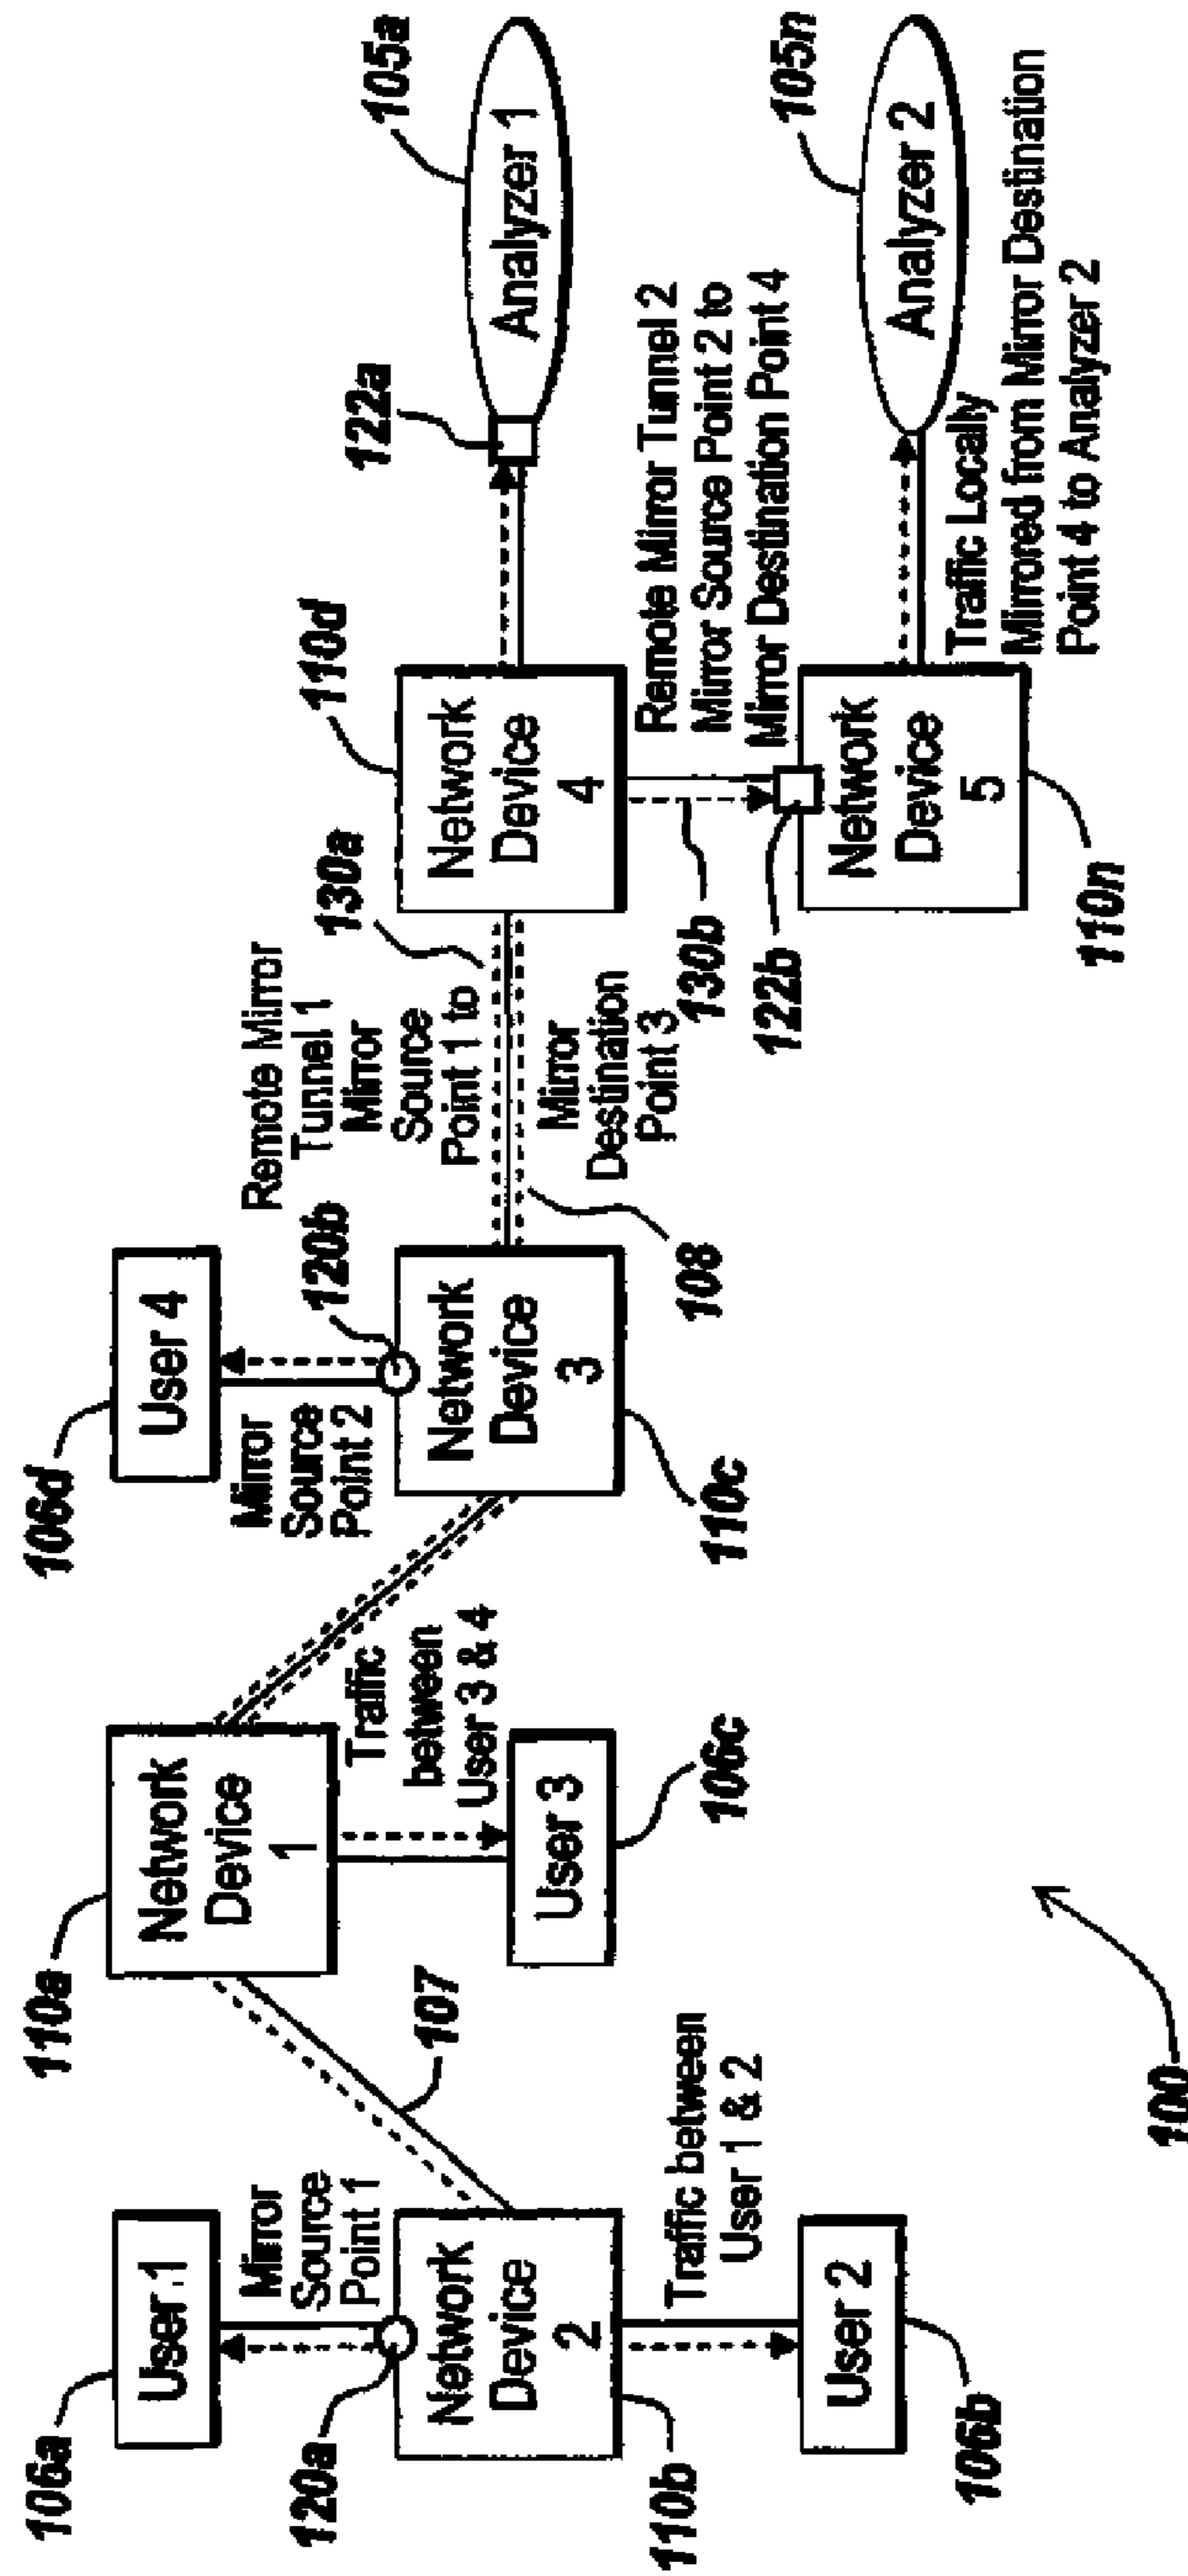 106a
User 1
Mirror
Source
Point 1
120a
Network
Device
2
110b
Traffic between
User 1 & 2
User 2
106b
107
110a
Network
Device
1
Traffic
between
User 3 & 4
User 3
106c
100
106d
User 4
Mirror
Source
Point 2
120b
Network
Device
3
110c
108
Remote Mirror
Tunnel 1
Mirror
Source
Point 1 to
Mirror
Destination
Point 3
130a
110d
Network
Device
4
122a
Analyzer 1
105a
Remote Mirror Tunnel 2
Mirror Source Point 2 to
Mirror Destination Point 4
130b
122b
Network
Device
5
110n
Analyzer 2
105n
Traffic Locally
Mirrored from Mirror Destination
Point 4 to Analyzer 2